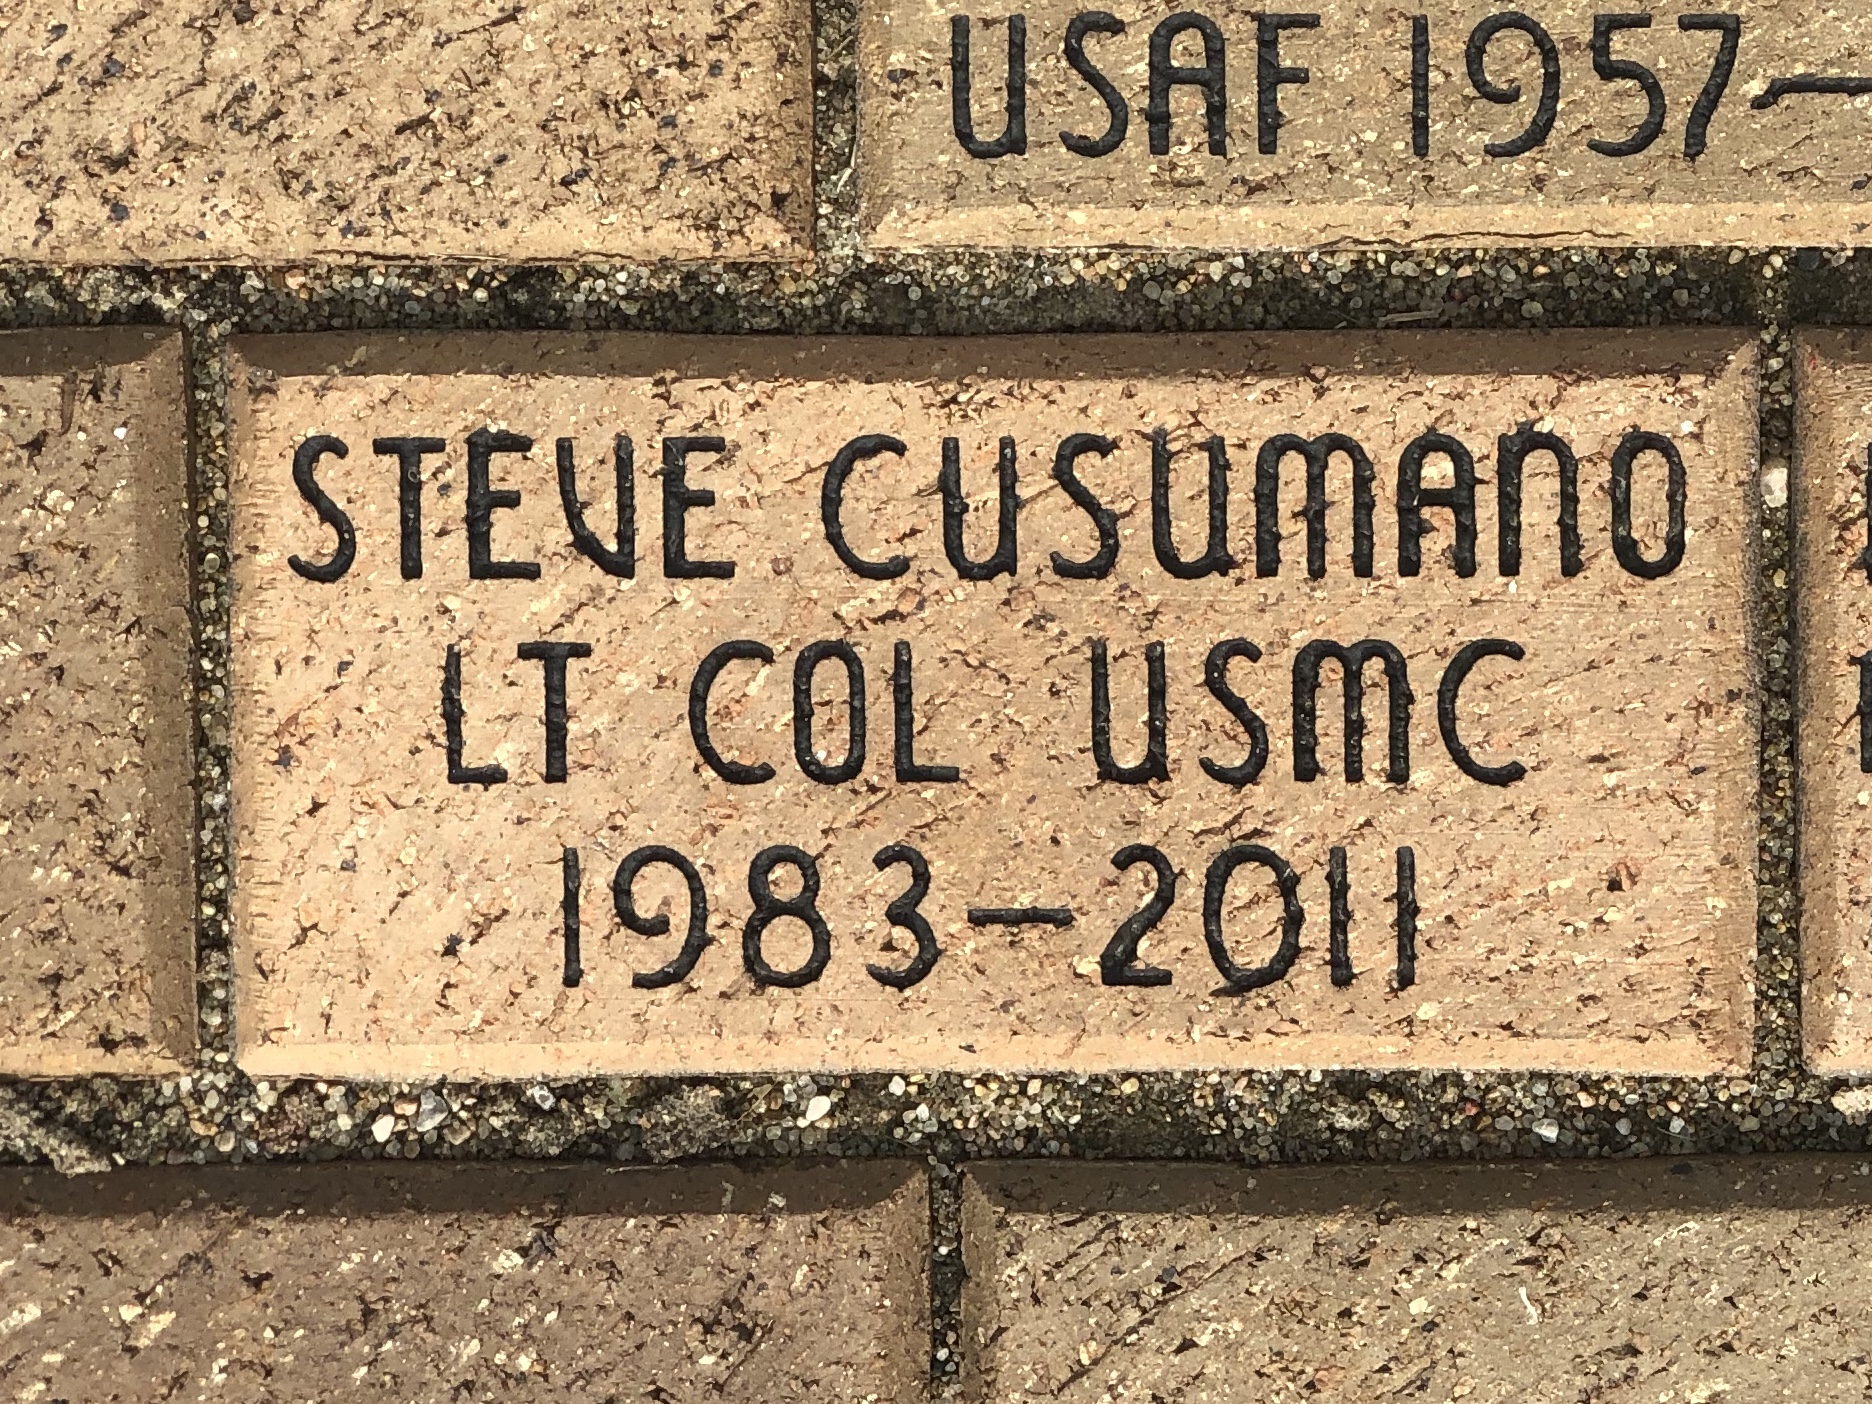 USAF 1957—
STEVE CUSUMANO
LT COL USMC
1983—2011